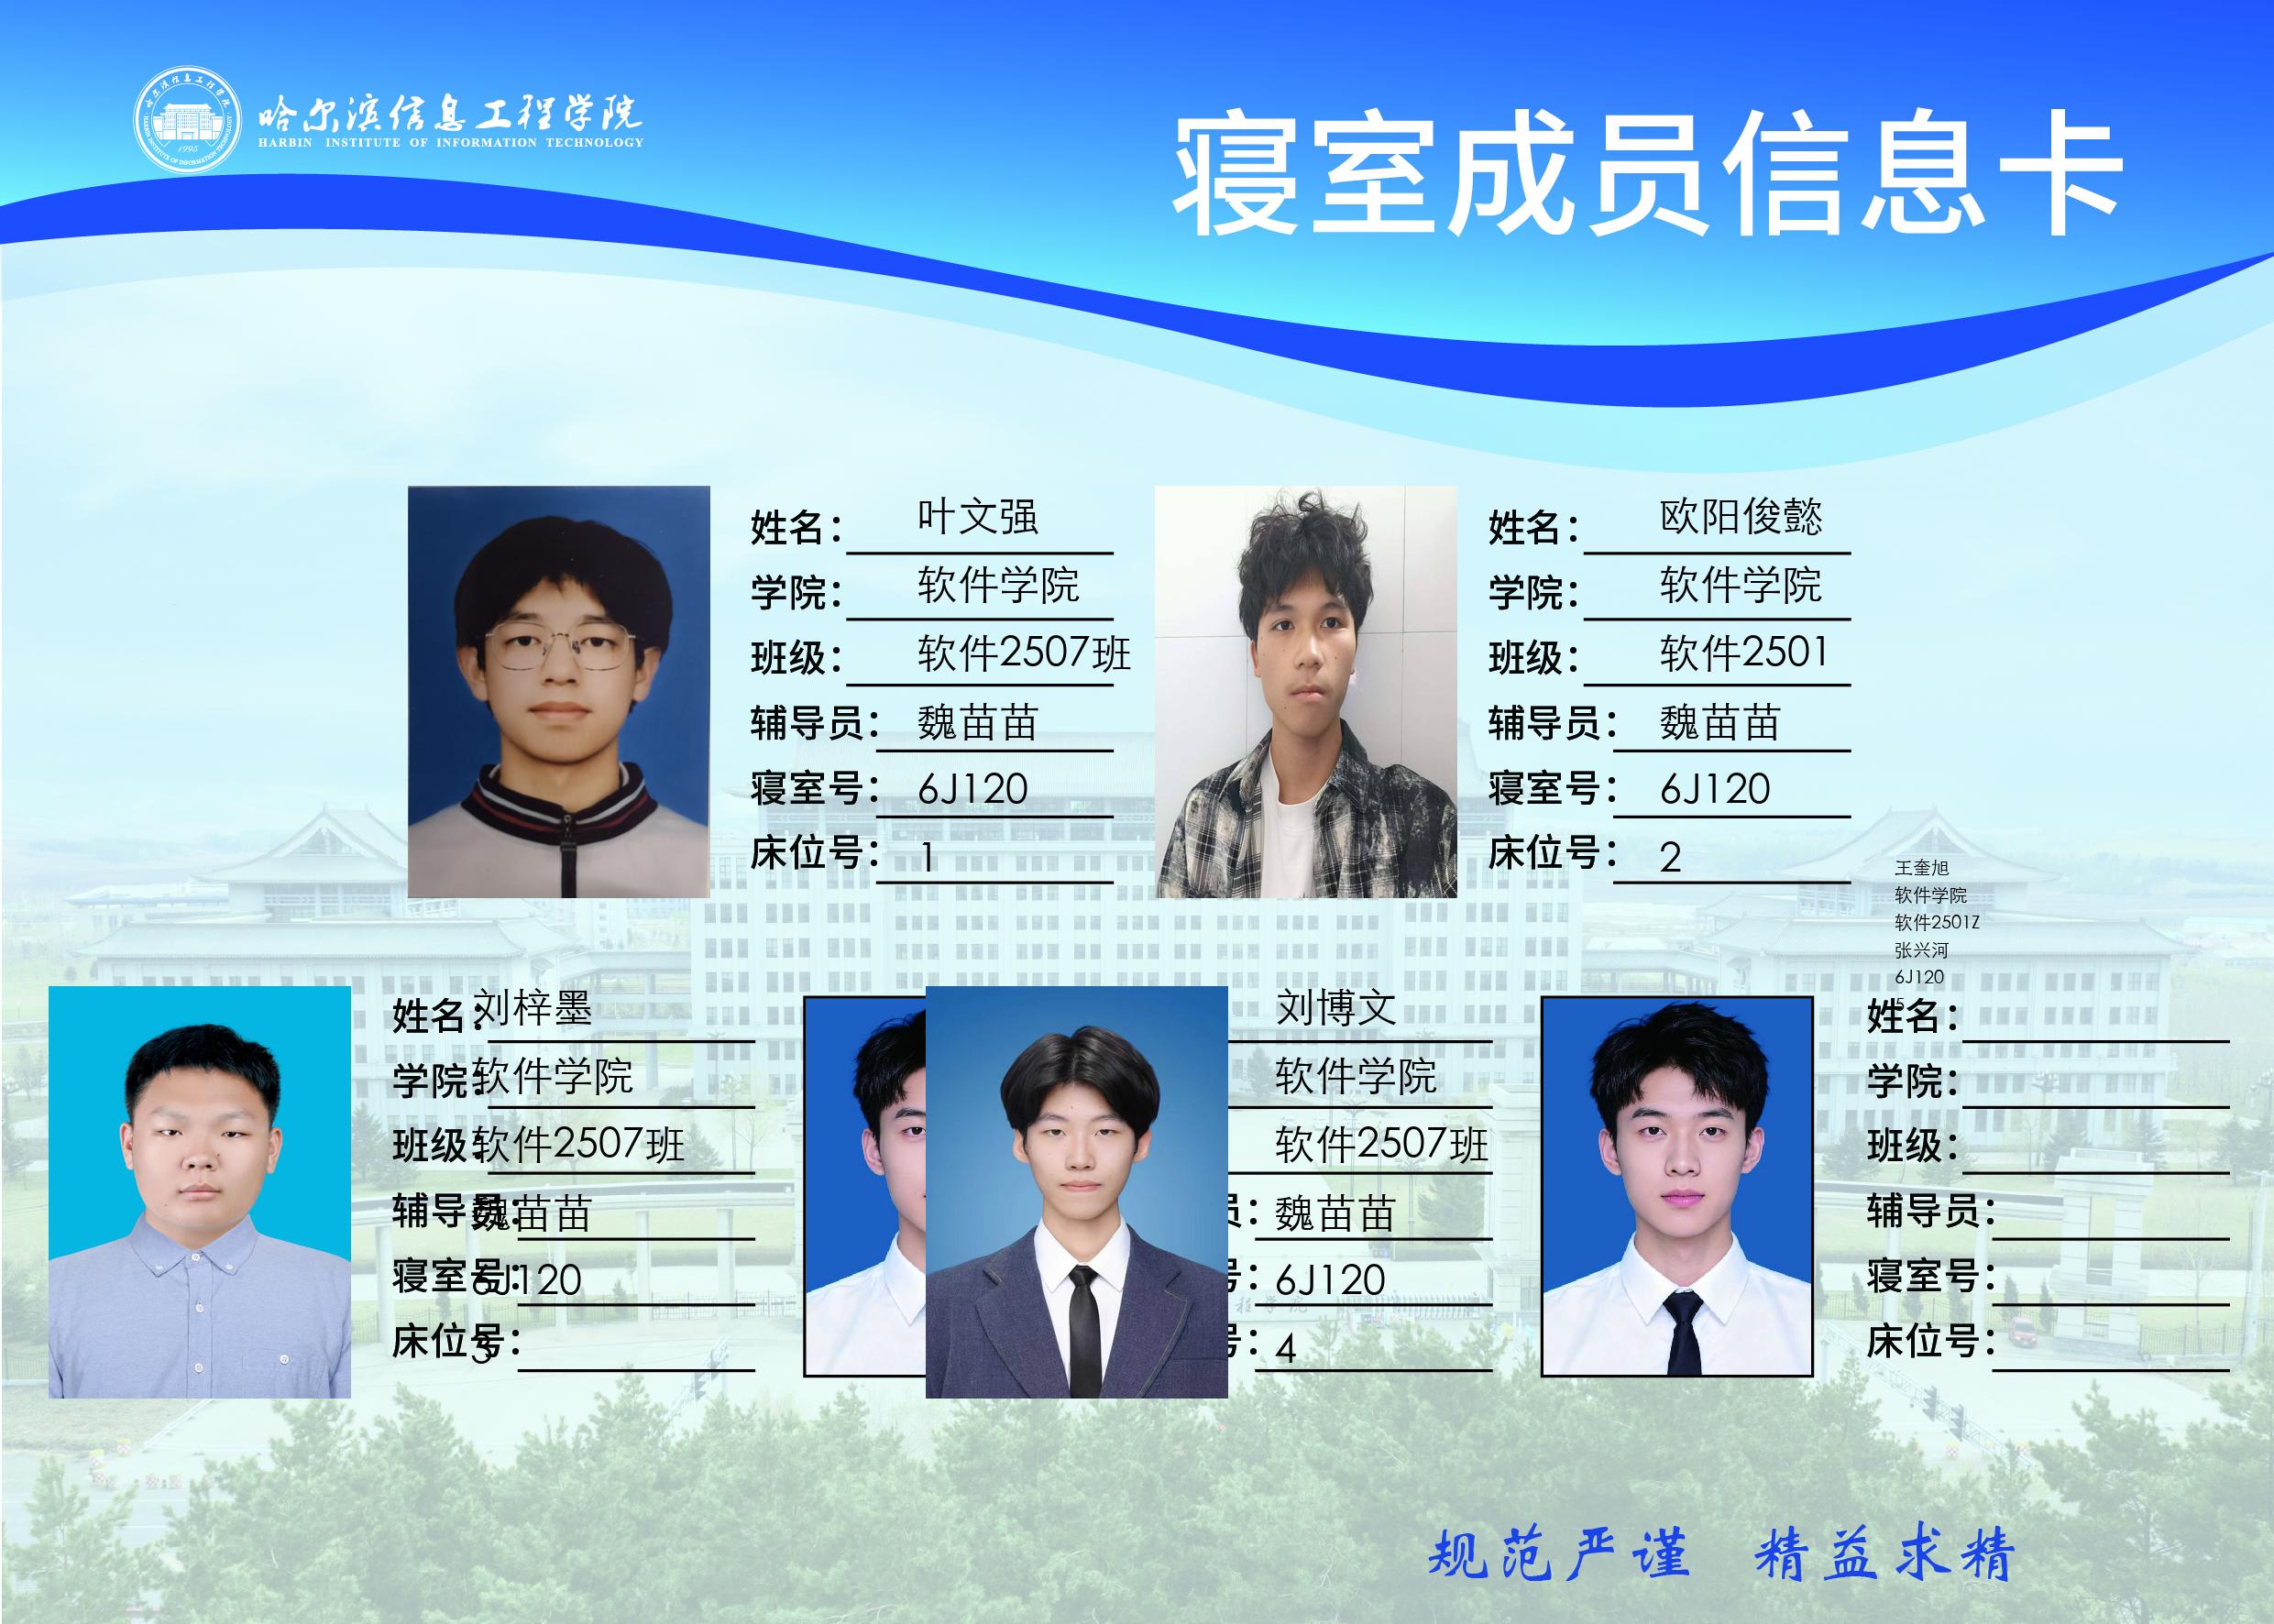 哈尔滨信息工程学院
HARBIN INSTITUTE OF INFORMATION TECHNOLOGY
1995
寝室成员信息卡
姓名： 叶文强
学院： 软件学院
班级： 软件2507班
辅导员： 魏苗苗
寝室号： 6J120
床位号： 1
姓名： 欧阳俊懿
学院： 软件学院
班级： 软件2501
辅导员： 魏苗苗
寝室号： 6J120
床位号： 2
王奎旭
软件学院
软件2501Z
张兴河
6J120
5
姓名：刘梓墨
学院：软件学院
班级：软件2507班
辅导员：魏苗苗
寝室号：6J120
床位号：3
刘博文
软件学院
软件2507班
员：魏苗苗
号：6J120
号：4
姓名：
学院：
班级：
辅导员：
寝室号：
床位号：
规范严谨 精益求精